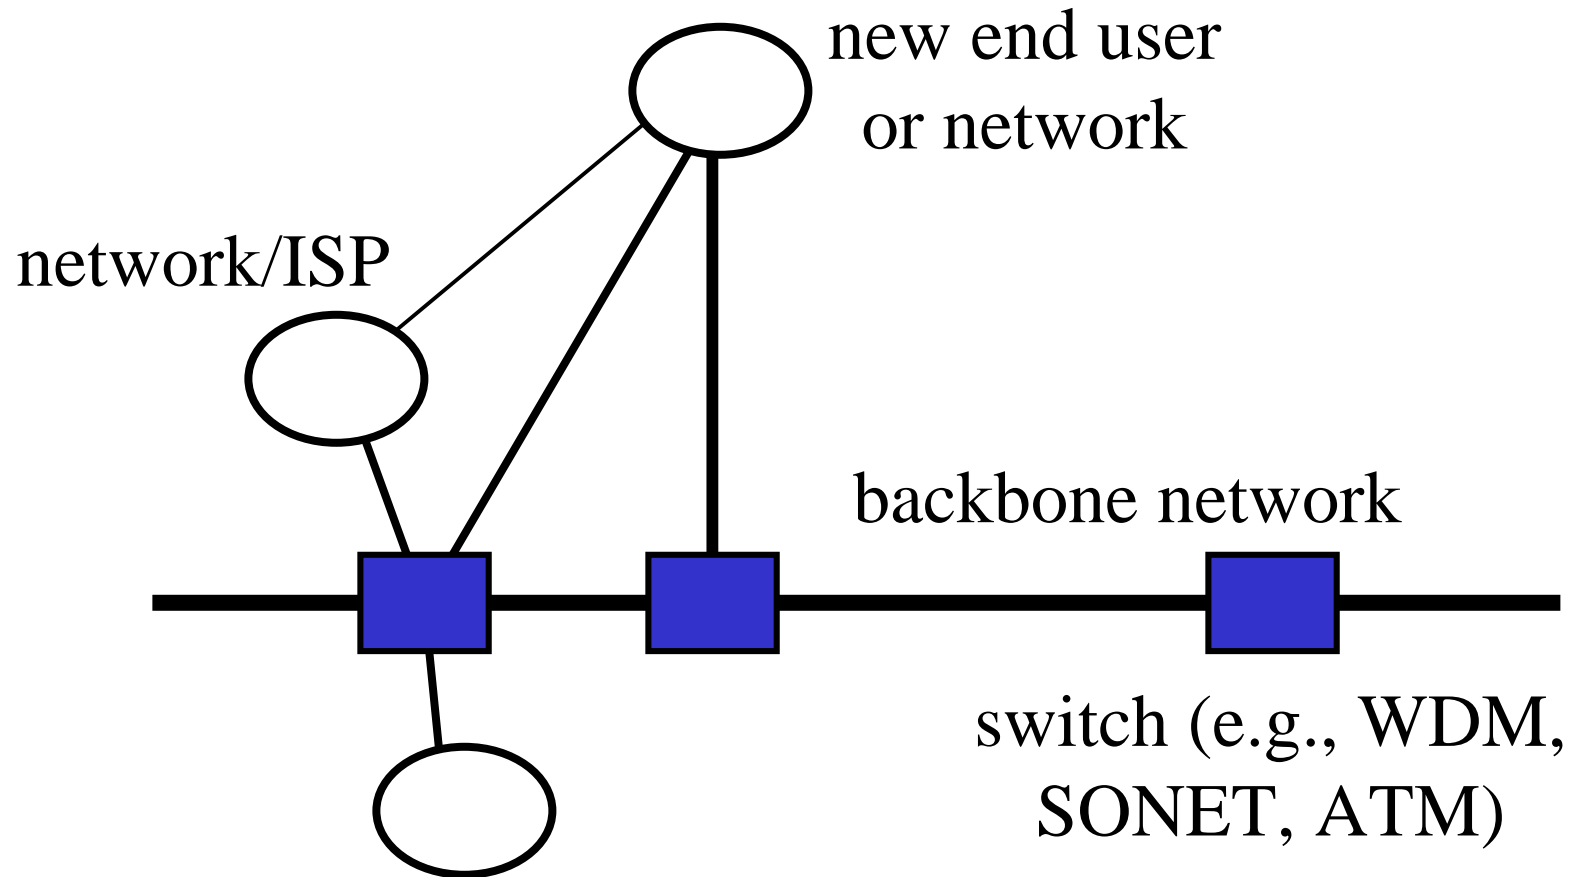 new end user
or network
network/ISP
backbone network
switch (e.g., WDM,
SONET, ATM)